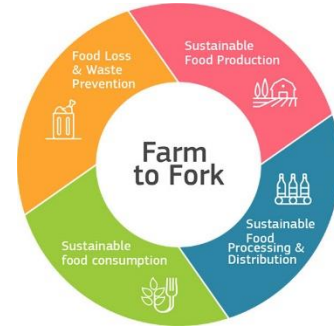 Food Loss
& Waste
Prevention
Sustainable
Food Production
Farm
to Fork
Sustainable
food consumption
Sustainable
Food
Processing &
Distribution